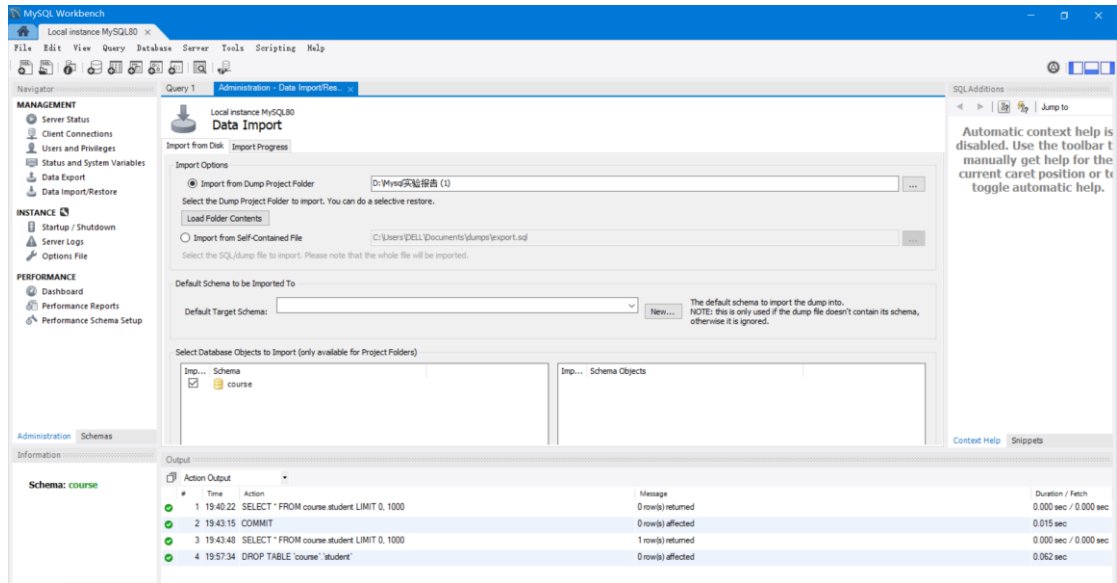 MySQL Workbench
Local instance MySQL80 ×
File Edit View Query Database Server Tools Scripting Help
Navigator
MANAGEMENT
Server Status
Client Connections
Users and Privileges
Status and System Variables
Data Export
Data Import/Restore
INSTANCE
Startup / Shutdown
Server Logs
Options File
PERFORMANCE
Dashboard
Performance Reports
Performance Schema Setup
Administration Schemas
Information
Schema: course
Query 1 Administration - Data Import/Res... ×
Local instance MySQL80
Data Import
Import from Disk Import Progress
Import Options
Import from Dump Project Folder D:\Mysql实验报告 (1) ...
Select the Dump Project Folder to import. You can do a selective restore.
Load Folder Contents
Import from Self-Contained File C:\Users\DELL\Documents\dumps\export.sql ...
Select the SQL/dump file to import. Please note that the whole file will be imported.
Default Schema to be Imported To
Default Target Schema: New...
The default schema to import the dump into.
NOTE: this is only used if the dump file doesn't contain its schema,
otherwise it is ignored.
Select Database Objects to Import (only available for Project Folders)
Imp... Schema
course
Imp... Schema Objects
SQLAdditions
Jump to
Automatic context help is
disabled. Use the toolbar t
manually get help for the
current caret position or to
toggle automatic help.
Context Help Snippets
Output
Action Output
# Time Action Message Duration / Fetch
1 19:40:22 SELECT * FROM course.student LIMIT 0, 1000 0 row(s) returned 0.000 sec / 0.000 sec
2 19:43:15 COMMIT 0 row(s) affected 0.015 sec
3 19:43:48 SELECT * FROM course.student LIMIT 0, 1000 1 row(s) returned 0.000 sec / 0.000 sec
4 19:57:34 DROP TABLE `course`.`student` 0 row(s) affected 0.062 sec